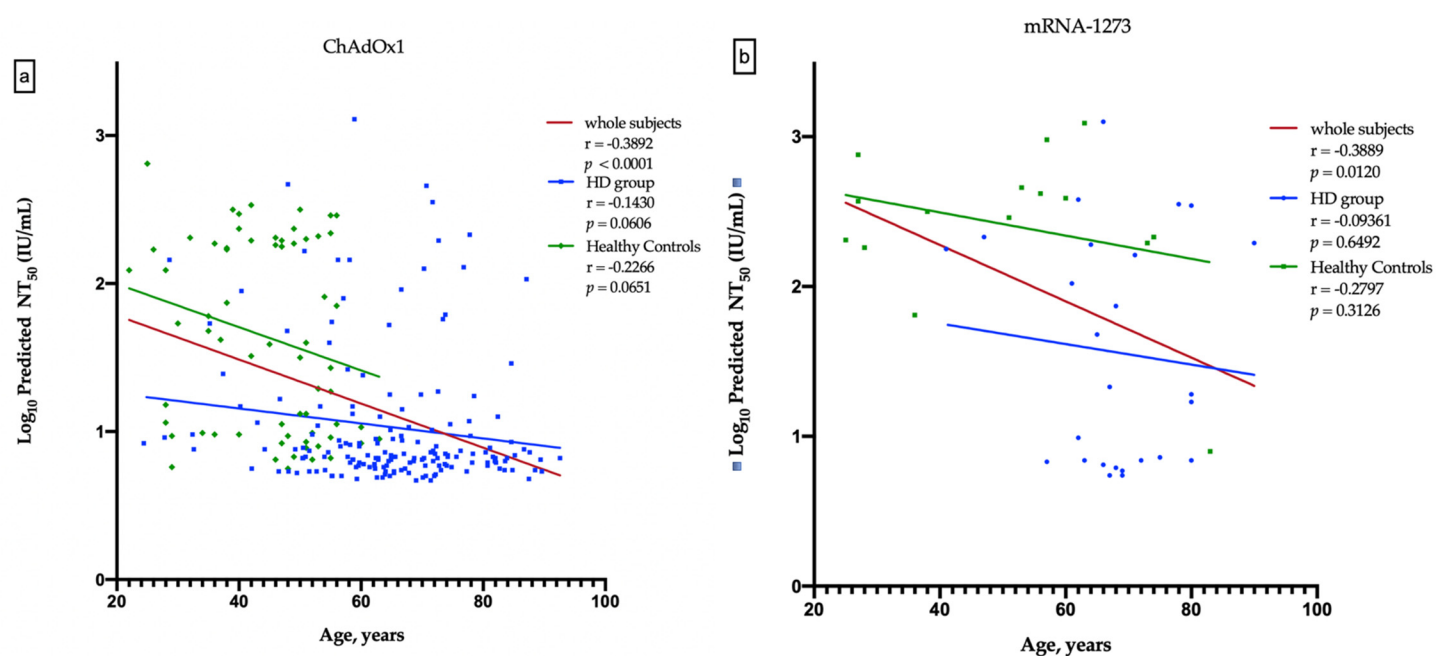 a
ChAdOx1
Log10 Predicted NT50 (IU/mL)
3
2
1
0
20
40
60
80
100
Age, years
whole subjects
r = -0.3892
p < 0.0001
HD group
r = -0.1430
p = 0.0606
Healthy Controls
r = -0.2266
p = 0.0651
b
mRNA-1273
Log10 Predicted NT50 (IU/mL)
3
2
1
0
20
40
60
80
100
Age, years
whole subjects
r = -0.3889
p = 0.0120
HD group
r = -0.09361
p = 0.6492
Healthy Controls
r = -0.2797
p = 0.3126